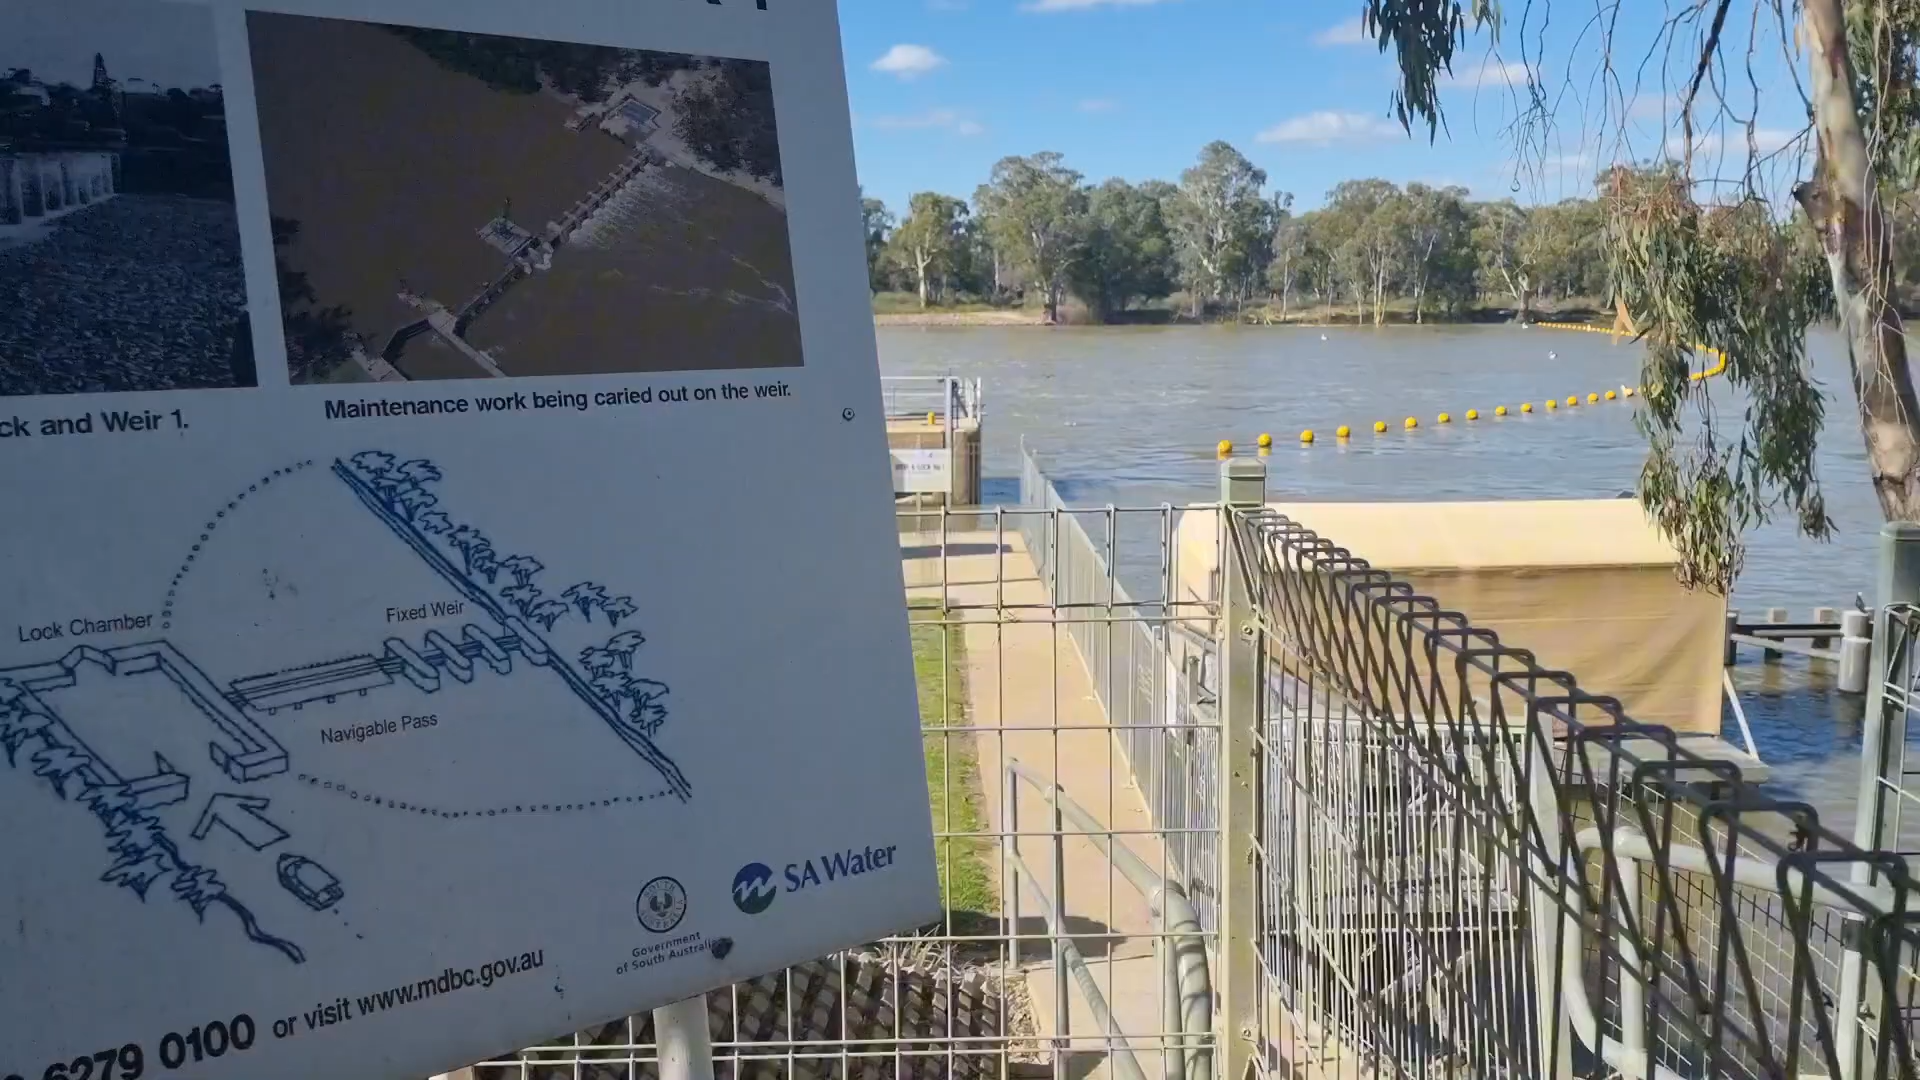 ck and Weir 1.
Maintenance work being caried out on the weir.
Lock Chamber
Fixed Weir
Navigable Pass
SA Water
Government
of South Australia
6279 0100 or visit www.mdbc.gov.au